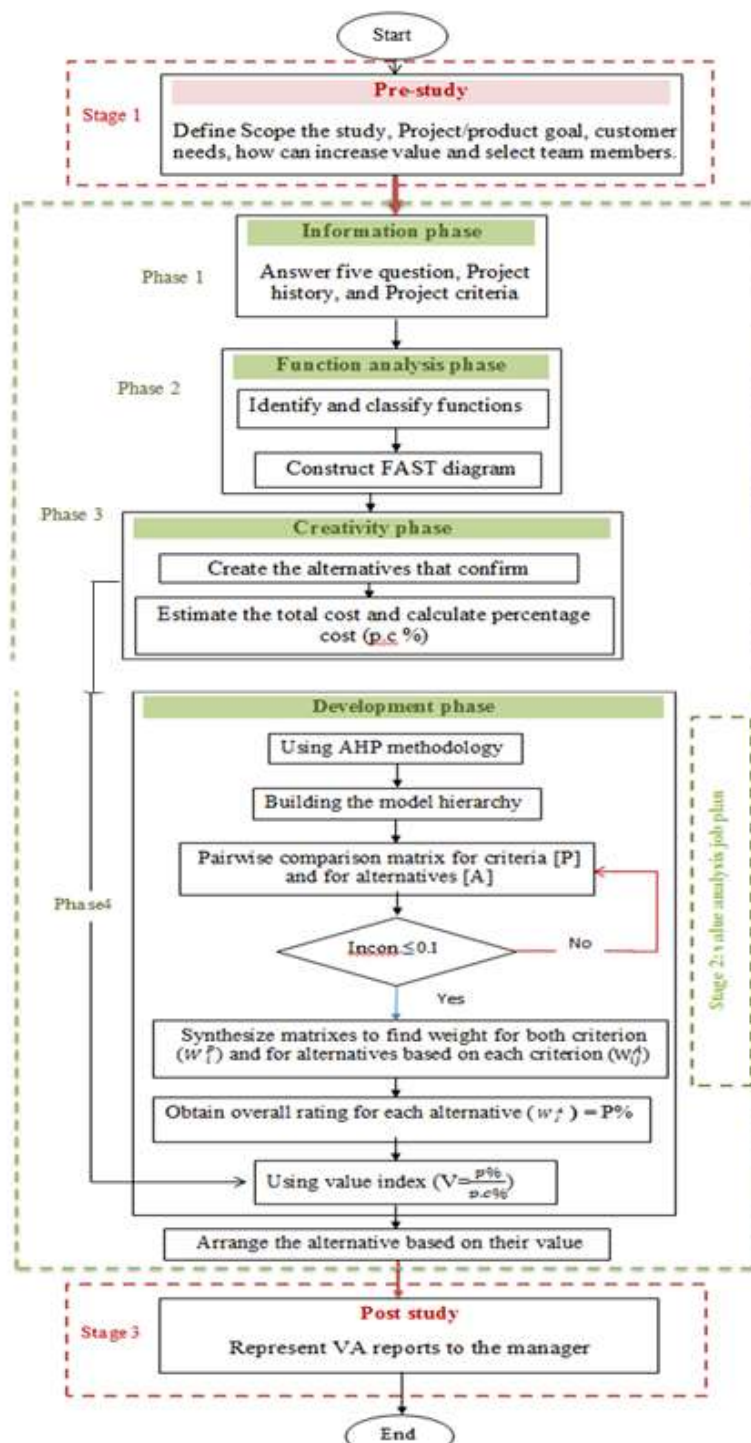 Start
Stage 1
Pre-study
Define Scope the study, Project/product goal, customer
needs, how can increase value and select team members.
Phase 1
Information phase
Answer five question, Project
history, and Project criteria
Phase 2
Function analysis phase
Identify and classify functions
Construct FAST diagram
Phase 3
Creativity phase
Create the alternatives that confirm
Estimate the total cost and calculate percentage
cost (p.c %)
Development phase
Using AHP methodology
Building the model hierarchy
Pairwise comparison matrix for criteria [P]
and for alternatives [A]
Phase4
Incon ≤ 0.1
No
Yes
Stage 2: value analysis job plan
Synthesize matrixes to find weight for both criterion
(W_i^P) and for alternatives based on each criterion (W_ij^A)
Obtain overall rating for each alternative (w_i^A) = P%
Using value index (V=p%/p.c%)
Arrange the alternative based on their value
Stage 3
Post study
Represent VA reports to the manager
End